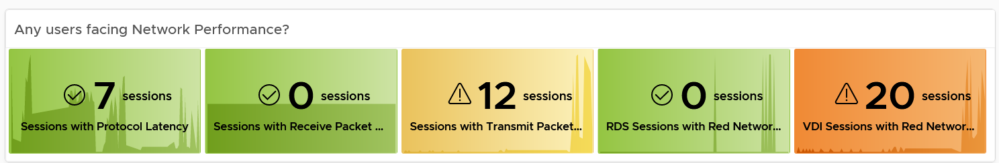 Any users facing Network Performance?
7 sessions
Sessions with Protocol Latency
0 sessions
Sessions with Receive Packet ...
12 sessions
Sessions with Transmit Packet...
0 sessions
RDS Sessions with Red Networ...
20 sessions
VDI Sessions with Red Networ...